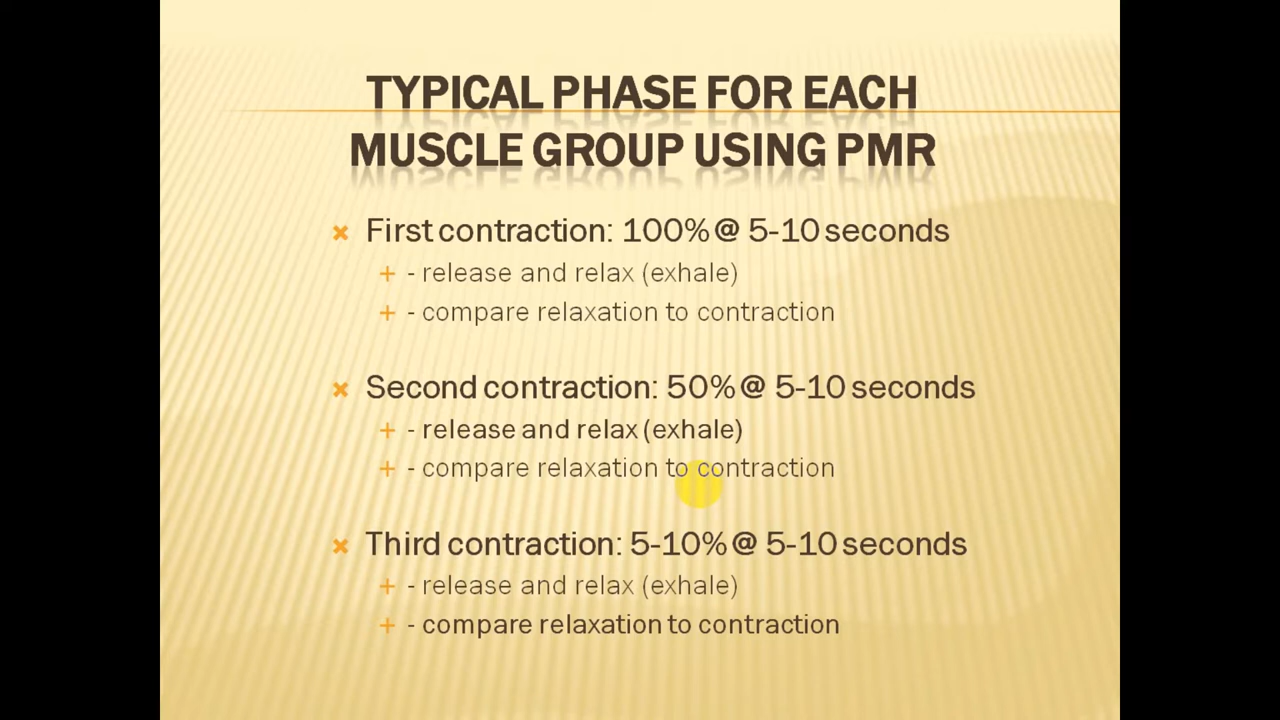 TYPICAL PHASE FOR EACH
MUSCLE GROUP USING PMR
First contraction: 100% @ 5-10 seconds
- release and relax (exhale)
- compare relaxation to contraction
Second contraction: 50% @ 5-10 seconds
- release and relax (exhale)
- compare relaxation to contraction
Third contraction: 5-10% @ 5-10 seconds
- release and relax (exhale)
- compare relaxation to contraction